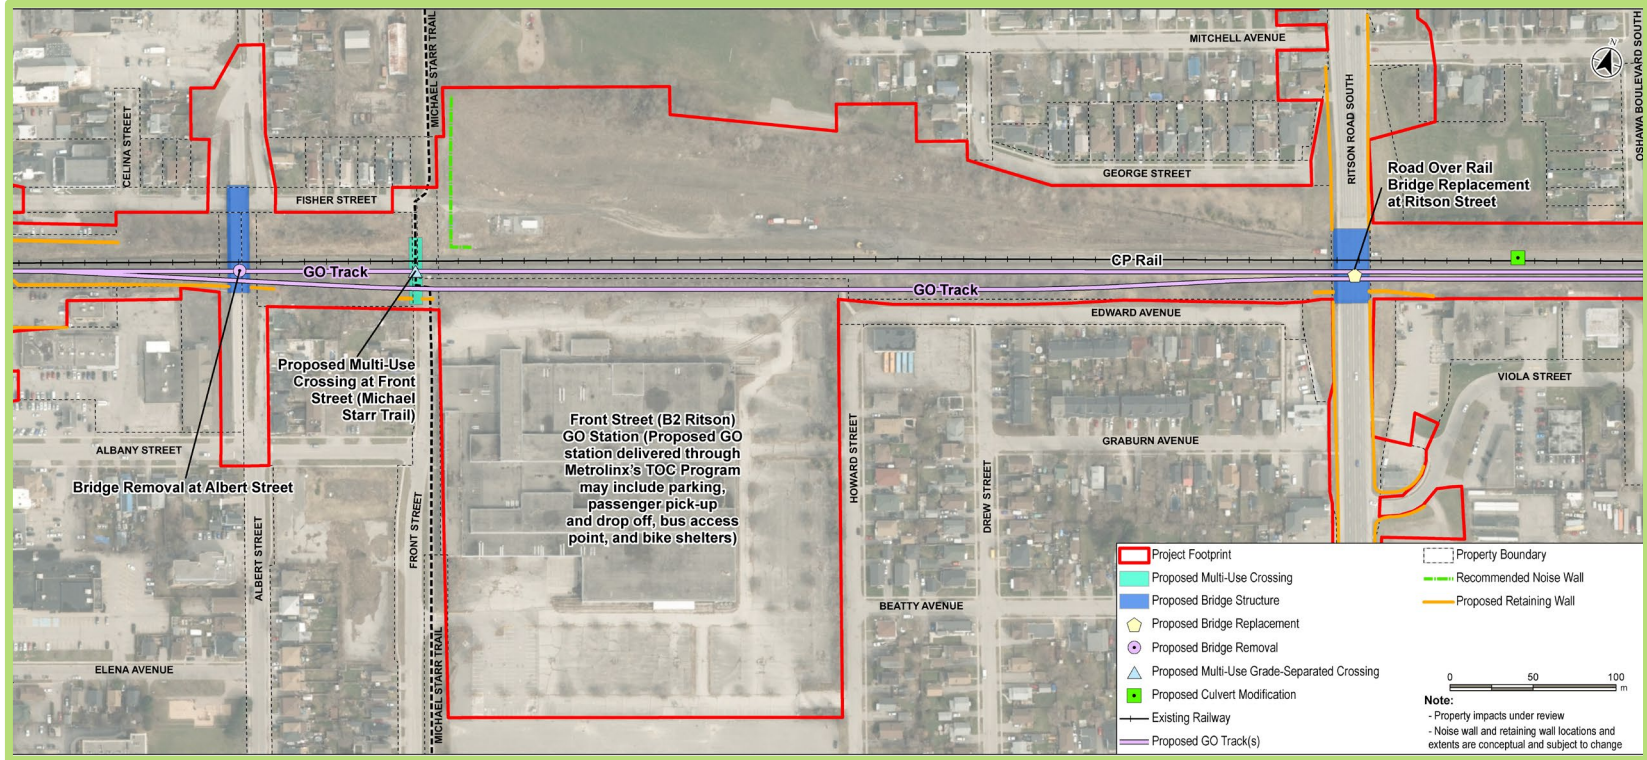 MICHAEL STARR TRAIL
MITCHELL AVENUE
N
OSHAWA BOULEVARD SOUTH
RITSON ROAD SOUTH
CELINA STREET
FISHER STREET
GEORGE STREET
Road Over Rail
Bridge Replacement
at Ritson Street
GO Track
CP Rail
GO Track
EDWARD AVENUE
Proposed Multi-Use
Crossing at Front
Street (Michael
Starr Trail)
VIOLA STREET
Front Street (B2 Ritson)
GO Station (Proposed GO
station delivered through
Metrolinx's TOC Program
may include parking,
passenger pick-up
and drop off, bus access
point, and bike shelters)
ALBANY STREET
GRABURN AVENUE
HOWARD STREET
DREW STREET
Bridge Removal at Albert Street
ALBERT STREET
FRONT STREET
BEATTY AVENUE
ELENA AVENUE
MICHAEL STARR TRAIL
Project Footprint
Proposed Multi-Use Crossing
Proposed Bridge Structure
Proposed Bridge Replacement
Proposed Bridge Removal
Proposed Multi-Use Grade-Separated Crossing
Proposed Culvert Modification
Existing Railway
Proposed GO Track(s)
Property Boundary
Recommended Noise Wall
Proposed Retaining Wall
0 50 100
m
Note:
- Property impacts under review
- Noise wall and retaining wall locations and
extents are conceptual and subject to change